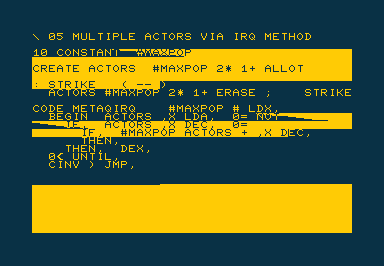 \ 05 MULTIPLE ACTORS VIA IRQ METHOD
10 CONSTANT #MAXPOP
CREATE ACTORS #MAXPOP 2* 1+ ALLOT
: STRIKE ( -- )
ACTORS #MAXPOP 2* 1+ ERASE ; STRIKE
CODE METAQIRQ #MAXPOP # LDX,
BEGIN ,X LDA, 0= NOT
IF, ACTORS ,X DEC, 0=
IF, #MAXPOP ACTORS + ,X DEC,
THEN,
THEN, DEX,
0< UNTIL,
CINV ) JMP,